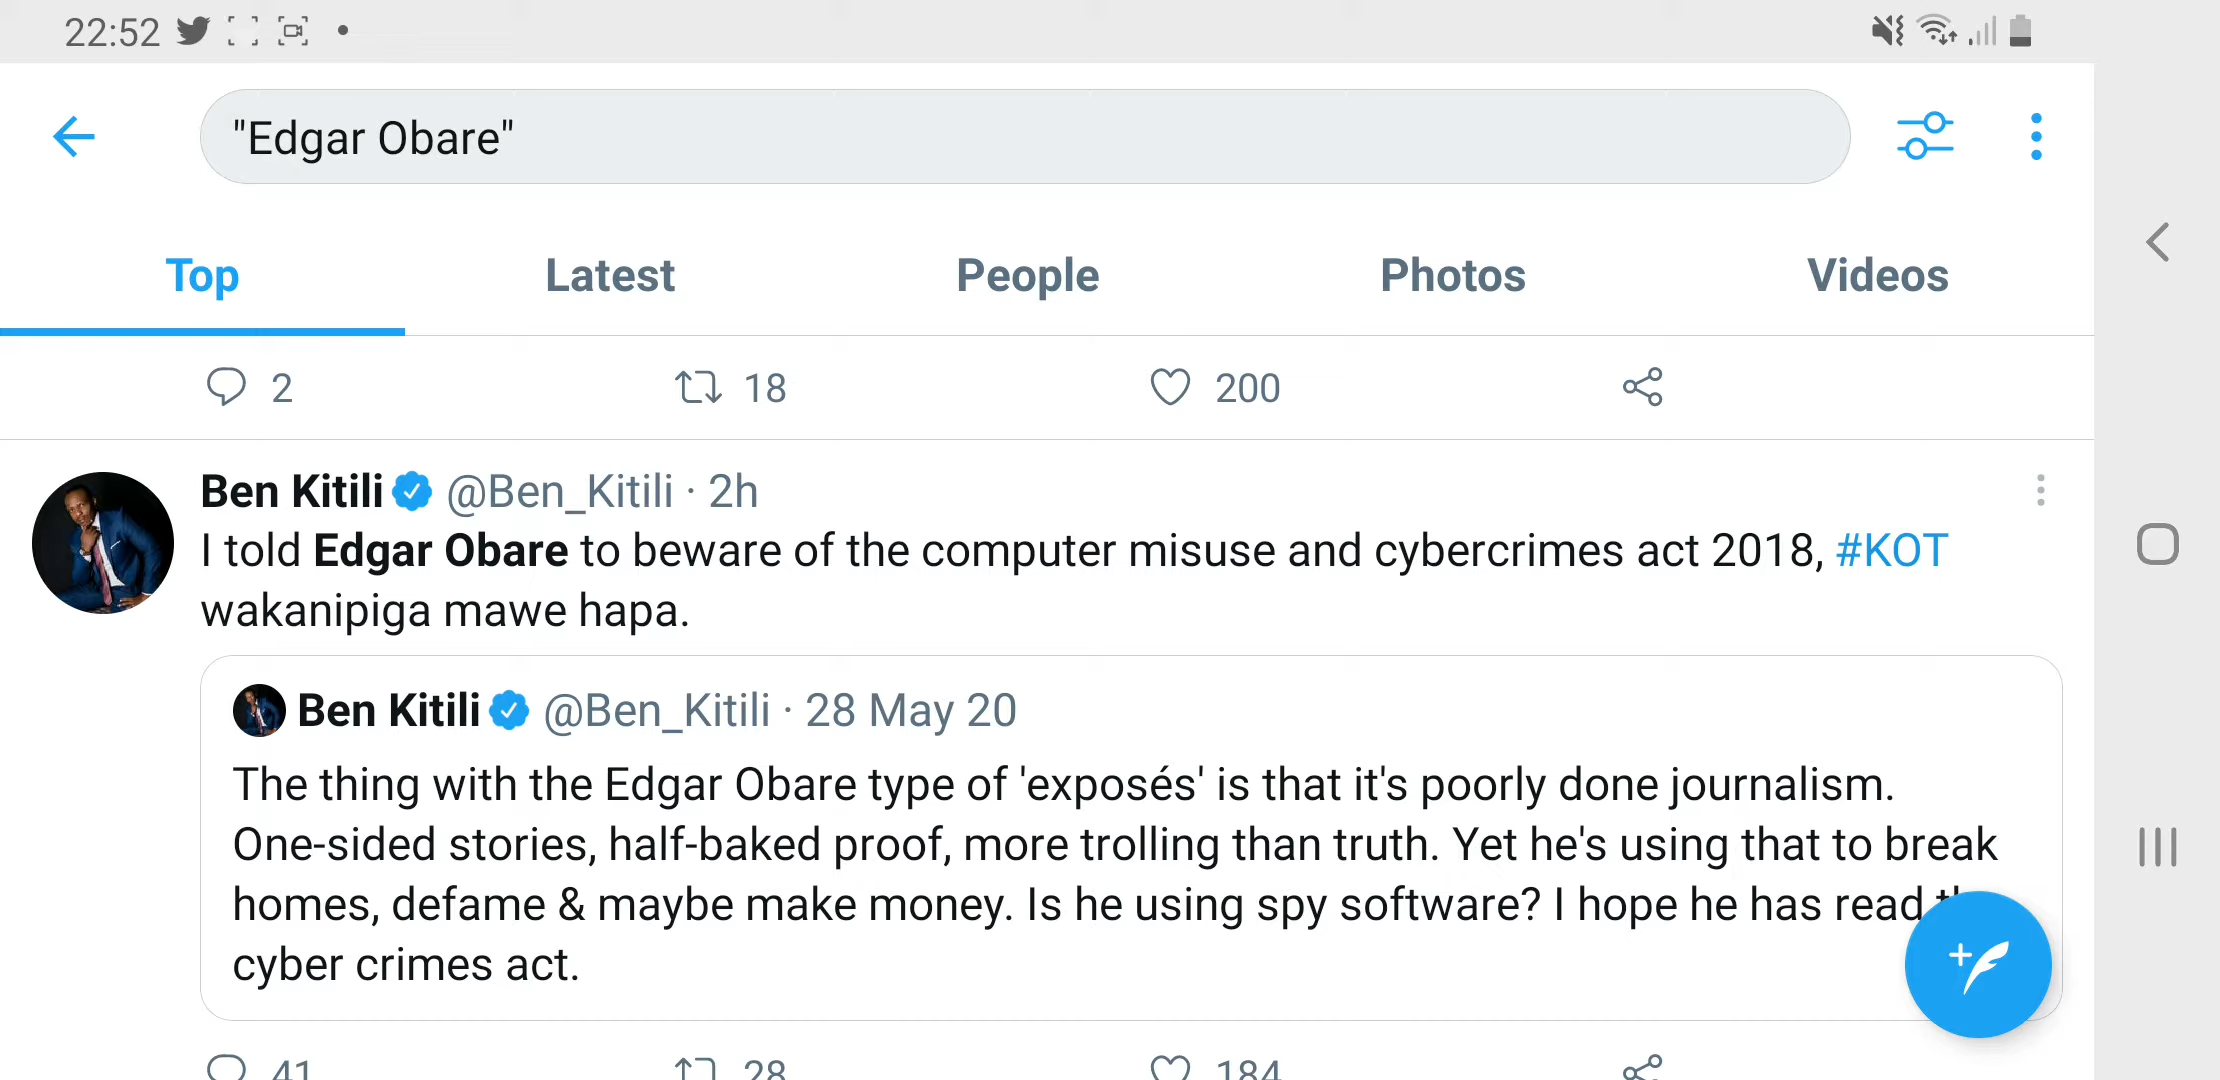 22:52
"Edgar Obare"
Top Latest People Photos Videos
2 18 200
Ben Kitili @Ben_Kitili · 2h
I told Edgar Obare to beware of the computer misuse and cybercrimes act 2018, #KOT
wakanipiga mawe hapa.
Ben Kitili @Ben_Kitili · 28 May 20
The thing with the Edgar Obare type of 'exposés' is that it's poorly done journalism.
One-sided stories, half-baked proof, more trolling than truth. Yet he's using that to break
homes, defame & maybe make money. Is he using spy software? I hope he has read
cyber crimes act.
41 28 184